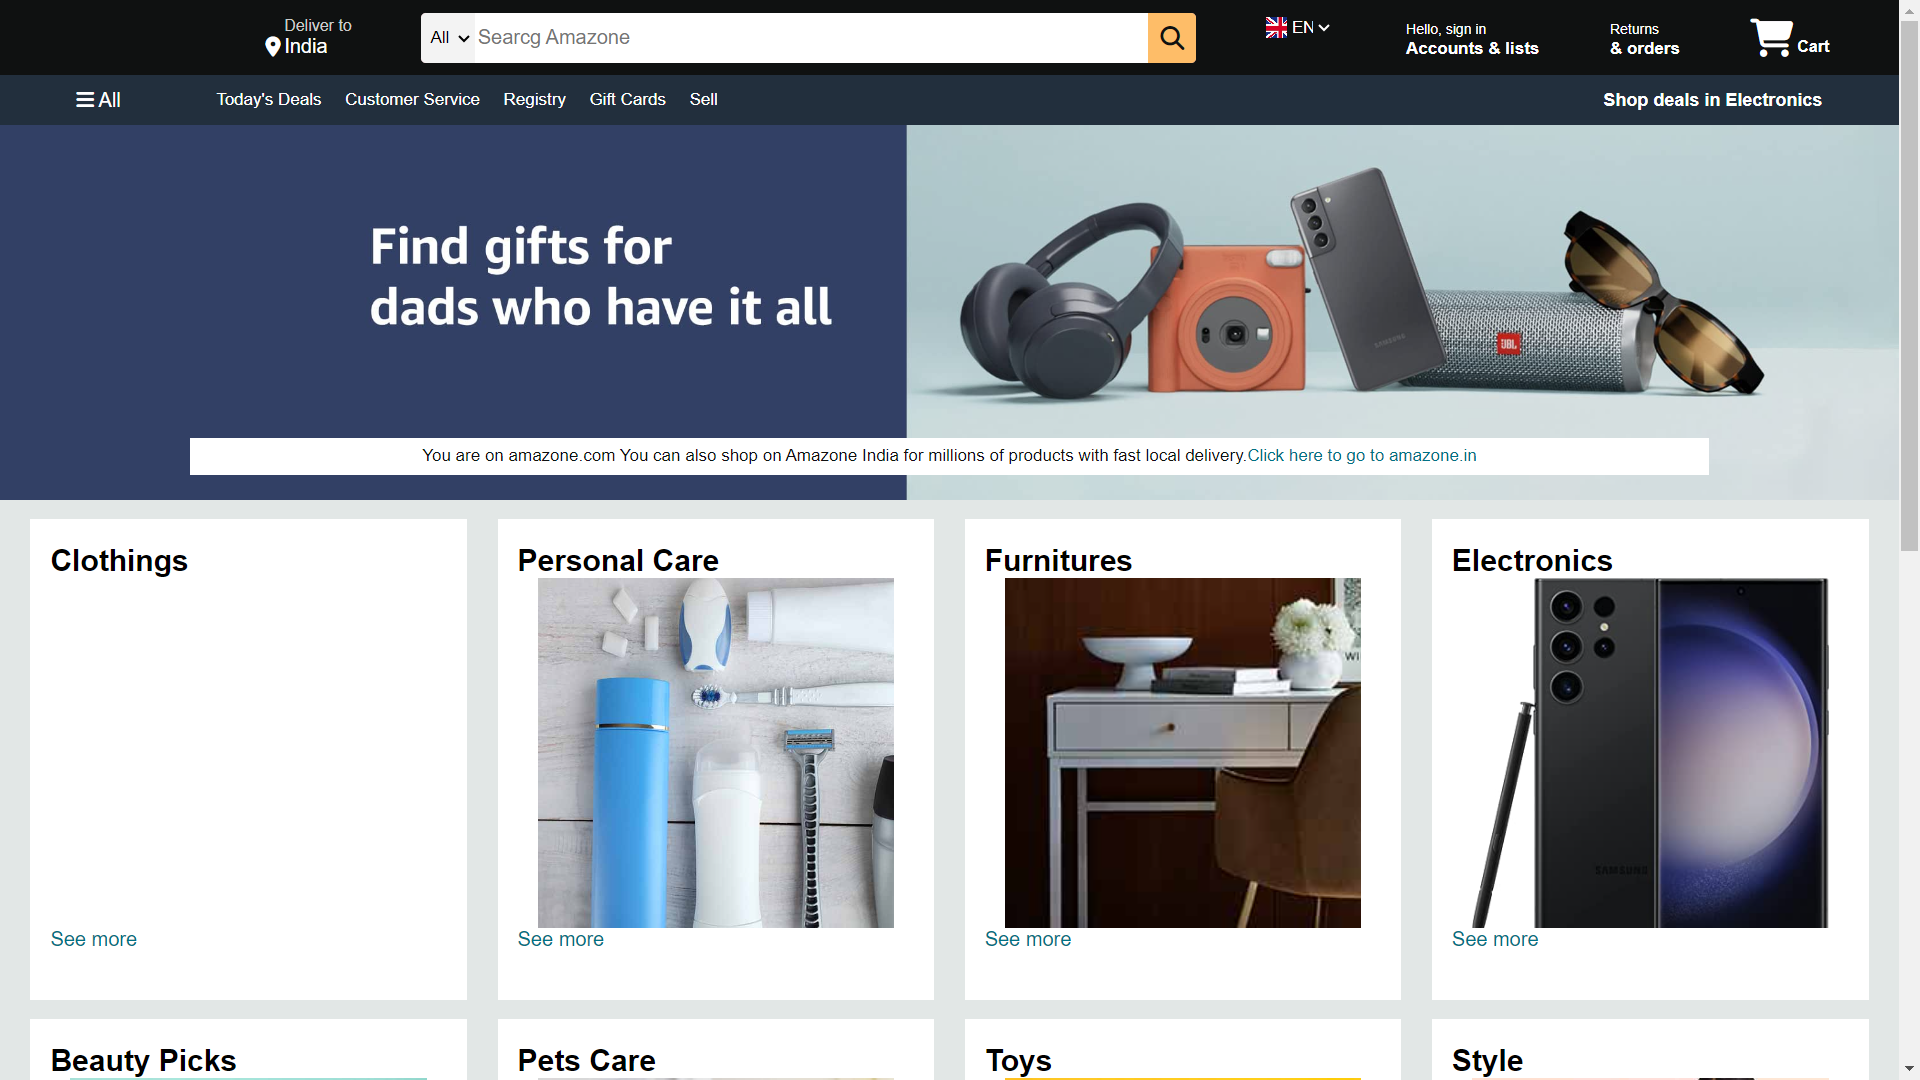 Deliver to
India
All
Searcg Amazone
EN
Hello, sign in
Accounts & lists
Returns
& orders
Cart
All
Today's Deals
Customer Service
Registry
Gift Cards
Sell
Shop deals in Electronics
Find gifts for
dads who have it all
SAMSUNG
JBL
You are on amazone.com You can also shop on Amazone India for millions of products with fast local delivery.Click here to go to amazone.in
Clothings
See more
Personal Care
See more
Furnitures
WI
See more
Electronics
SAMSUNG
See more
Beauty Picks
Pets Care
Toys
Style